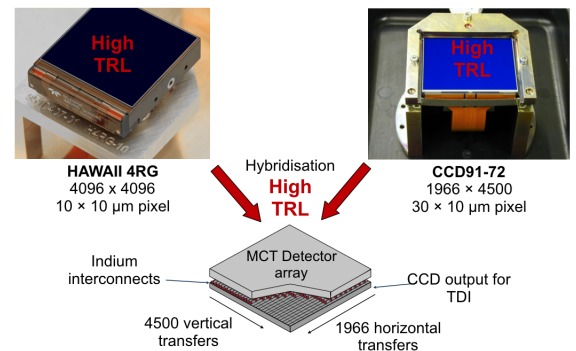 High
TRL
High
TRL
HAWAII 4RG
4096 x 4096
10 × 10 µm pixel
Hybridisation
High
TRL
CCD91-72
1966 × 4500
30 × 10 µm pixel
MCT Detector
array
Indium
interconnects
CCD output for
TDI
4500 vertical
transfers
1966 horizontal
transfers